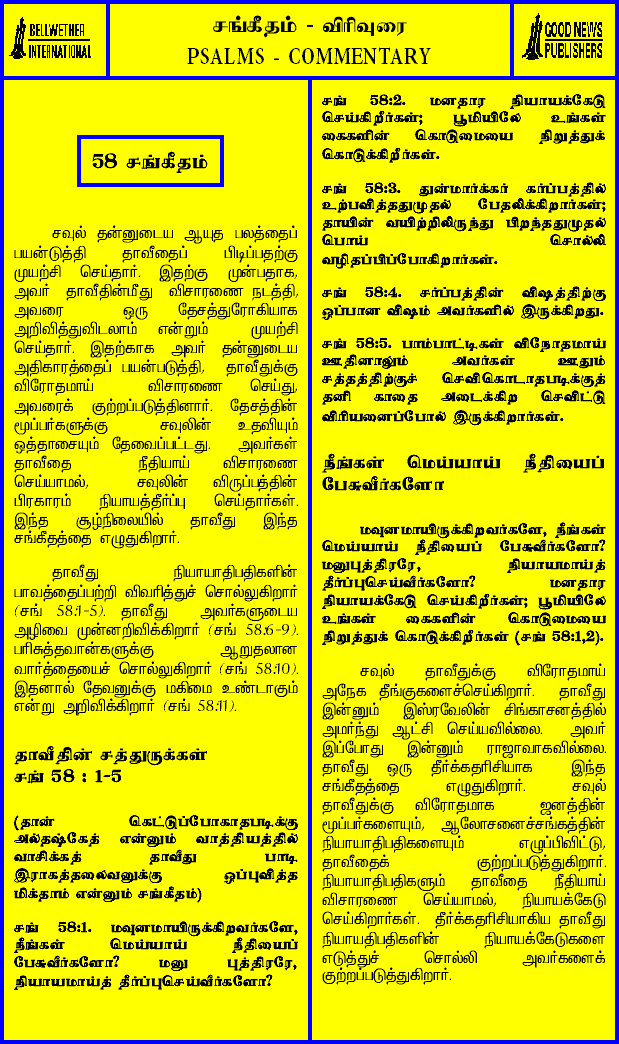 BELLWETHER
INTERNATIONAL
சங்கீதம் - விரிவுரை
PSALMS - COMMENTARY
GOOD NEWS
PUBLISHERS
58 சங்கீதம்
சவுல் தன்னுடைய ஆயுத பலத்தைப்
பயன்டுத்தி தாவீதைப் பிடிப்பதற்கு
முயற்சி செய்தார். இதற்கு முன்பதாக,
அவர் தாவீதின்மீது விசாரணை நடத்தி,
அவரை ஒரு தேசத்துரோகியாக
அறிவித்துவிடலாம் என்றும் முயற்சி
செய்தார். இதற்காக அவர் தன்னுடைய
அதிகாரத்தைப் பயன்படுத்தி, தாவீதுக்கு
விரோதமாய் விசாரணை செய்து,
அவரைக் குற்றப்படுத்தினார். தேசத்தின்
மூப்பர்களுக்கு சவுலின் உதவியும்
ஒத்தாசையும் தேவைப்பட்டது. அவர்கள்
தாவீதை நீதியாய் விசாரணை
செய்யாமல், சவுலின் விருப்பத்தின்
பிரகாரம் நியாயத்தீர்ப்பு செய்தார்கள்.
இந்த சூழ்நிலையில் தாவீது இந்த
சங்கீதத்தை எழுதுகிறார்.
தாவீது நியாயாதிபதிகளின்
பாவத்தைப்பற்றி விவரித்துச் சொல்லுகிறார்
(சங் 58:1-5). தாவீது அவர்களுடைய
அழிவை முன்னறிவிக்கிறார் (சங் 58:6-9).
பரிசுத்தவான்களுக்கு ஆறுதலான
வார்த்தையைச் சொல்லுகிறார் (சங் 58:10).
இதனால் தேவனுக்கு மகிமை உண்டாகும்
என்று அறிவிக்கிறார் (சங் 58:11).
தாவீதின் சத்துருக்கள்
சங் 58 : 1-5
(தான் கெட்டுப்போகாதபடிக்கு
அல்தஷ்கேத் என்னும் வாத்தியத்தில்
வாசிக்கத் தாவீது பாடி
இராகத்தலைவனுக்கு ஒப்புவித்த
மிக்தாம் என்னும் சங்கீதம்)
சங் 58:1. மவுனமாயிருக்கிறவர்களே,
நீங்கள் மெய்யாய் நீதியைப்
பேசுவீர்களோ? மனு புத்திரரே,
நியாயமாய்த் தீர்ப்புசெய்வீர்களோ?
சங் 58:2. மனதார நியாயக்கேடு
செய்கிறீர்கள்; பூமியிலே உங்கள்
கைகளின் கொடுமையை நிறுத்துக்
கொடுக்கிறீர்கள்.
சங் 58:3. துன்மார்க்கர் கர்ப்பத்தில்
உற்பவித்ததுமுதல் பேதலிக்கிறார்கள்;
தாயின் வயிற்றிலிருந்து பிறந்ததுமுதல்
பொய் சொல்லி
வழிதப்பிப்போகிறார்கள்.
சங் 58:4. சர்ப்பத்தின் விஷத்திற்கு
ஒப்பான விஷம் அவர்களில் இருக்கிறது.
சங் 58:5. பாம்பாட்டிகள் விநோதமாய்
ஊதினாலும் அவர்கள் ஊதும்
சத்தத்திற்குச் செவிகொடாதபடிக்குத்
தன் காதை அடைக்கிற செவிட்டு
விரியனைப்போல் இருக்கிறார்கள்.
நீங்கள் மெய்யாய் நீதியைப்
பேசுவீர்களோ
மவுனமாயிருக்கிறவர்களே, நீங்கள்
மெய்யாய் நீதியைப் பேசுவீர்களோ?
மனுபுத்திரரே, நியாயமாய்த்
தீர்ப்புசெய்வீர்களோ? மனதார
நியாயக்கேடு செய்கிறீர்கள்; பூமியிலே
உங்கள் கைகளின் கொடுமையை
நிறுத்துக் கொடுக்கிறீர்கள் (சங் 58:1,2).
சவுல் தாவீதுக்கு விரோதமாய்
அநேக தீங்குகளைச்செய்கிறார். தாவீது
இன்னும் இஸ்ரவேலின் சிங்காசனத்தில்
அமர்ந்து ஆட்சி செய்யவில்லை. அவர்
இப்போது இன்னும் ராஜாவாகவில்லை.
தாவீது ஒரு தீர்க்கதரிசியாக இந்த
சங்கீதத்தை எழுதுகிறார். சவுல்
தாவீதுக்கு விரோதமாக ஜனத்தின்
மூப்பர்களையும், ஆலோசனைச்சங்கத்தின்
நியாயாதிபதிகளையும் எழுப்பிவிட்டு,
தாவீதைக் குற்றப்படுத்துகிறார்.
நியாயாதிபதிகளும் தாவீதை நீதியாய்
விசாரணை செய்யாமல், நியாயக்கேடு
செய்கிறார்கள். தீர்க்கதரிசியாகிய தாவீது
நியாயதிபதிகளின் நியாயக்கேடுகளை
எடுத்துச் சொல்லி அவர்களைக்
குற்றப்படுத்துகிறார்.